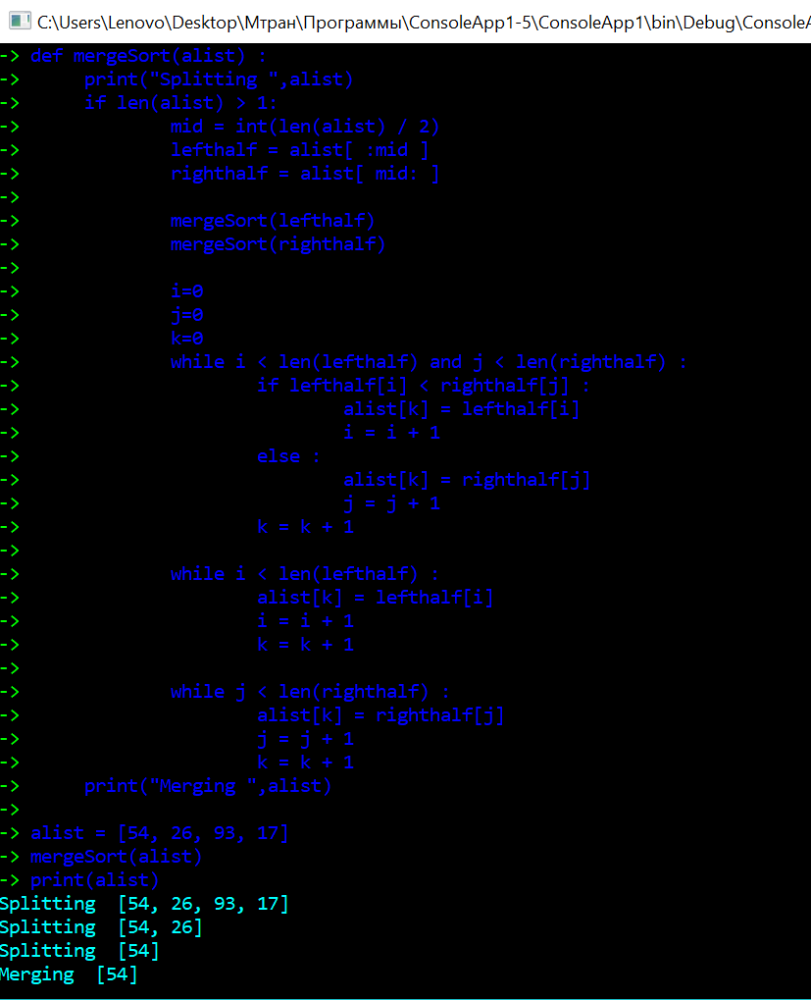 C:\Users\Lenovo\Desktop\Мтран\Программы\ConsoleApp1-5\ConsoleApp1\bin\Debug\ConsoleA
-> def mergeSort(alist) :
->      print("Splitting ",alist)
->      if len(alist) > 1:
->              mid = int(len(alist) / 2)
->              lefthalf = alist[ :mid ]
->              righthalf = alist[ mid: ]
->
->              mergeSort(lefthalf)
->              mergeSort(righthalf)
->
->              i=0
->              j=0
->              k=0
->              while i < len(lefthalf) and j < len(righthalf) :
->                      if lefthalf[i] < righthalf[j] :
->                              alist[k] = lefthalf[i]
->                              i = i + 1
->                      else :
->                              alist[k] = righthalf[j]
->                              j = j + 1
->                      k = k + 1
->
->              while i < len(lefthalf) :
->                      alist[k] = lefthalf[i]
->                      i = i + 1
->                      k = k + 1
->
->              while j < len(righthalf) :
->                      alist[k] = righthalf[j]
->                      j = j + 1
->                      k = k + 1
->      print("Merging ",alist)
->
-> alist = [54, 26, 93, 17]
-> mergeSort(alist)
-> print(alist)
Splitting  [54, 26, 93, 17]
Splitting  [54, 26]
Splitting  [54]
Merging  [54]